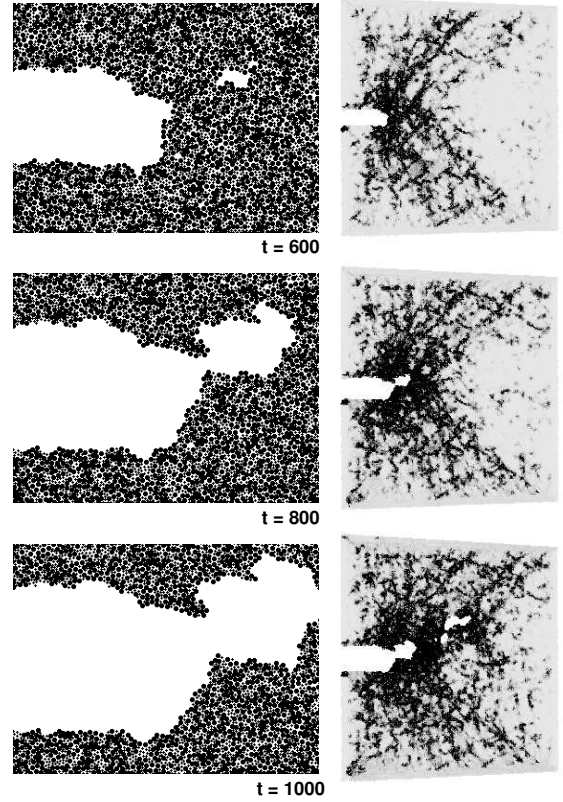 t = 600
t = 800
t = 1000